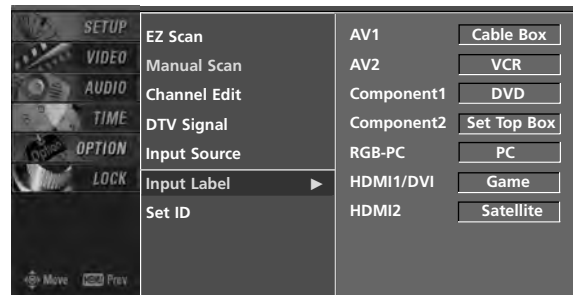 SETUP
VIDEO
AUDIO
TIME
OPTION
LOCK
Move MENU Prev
EZ Scan
Manual Scan
Channel Edit
DTV Signal
Input Source
Input Label ▶
Set ID
AV1 Cable Box
AV2 VCR
Component1 DVD
Component2 Set Top Box
RGB-PC PC
HDMI1/DVI Game
HDMI2 Satellite